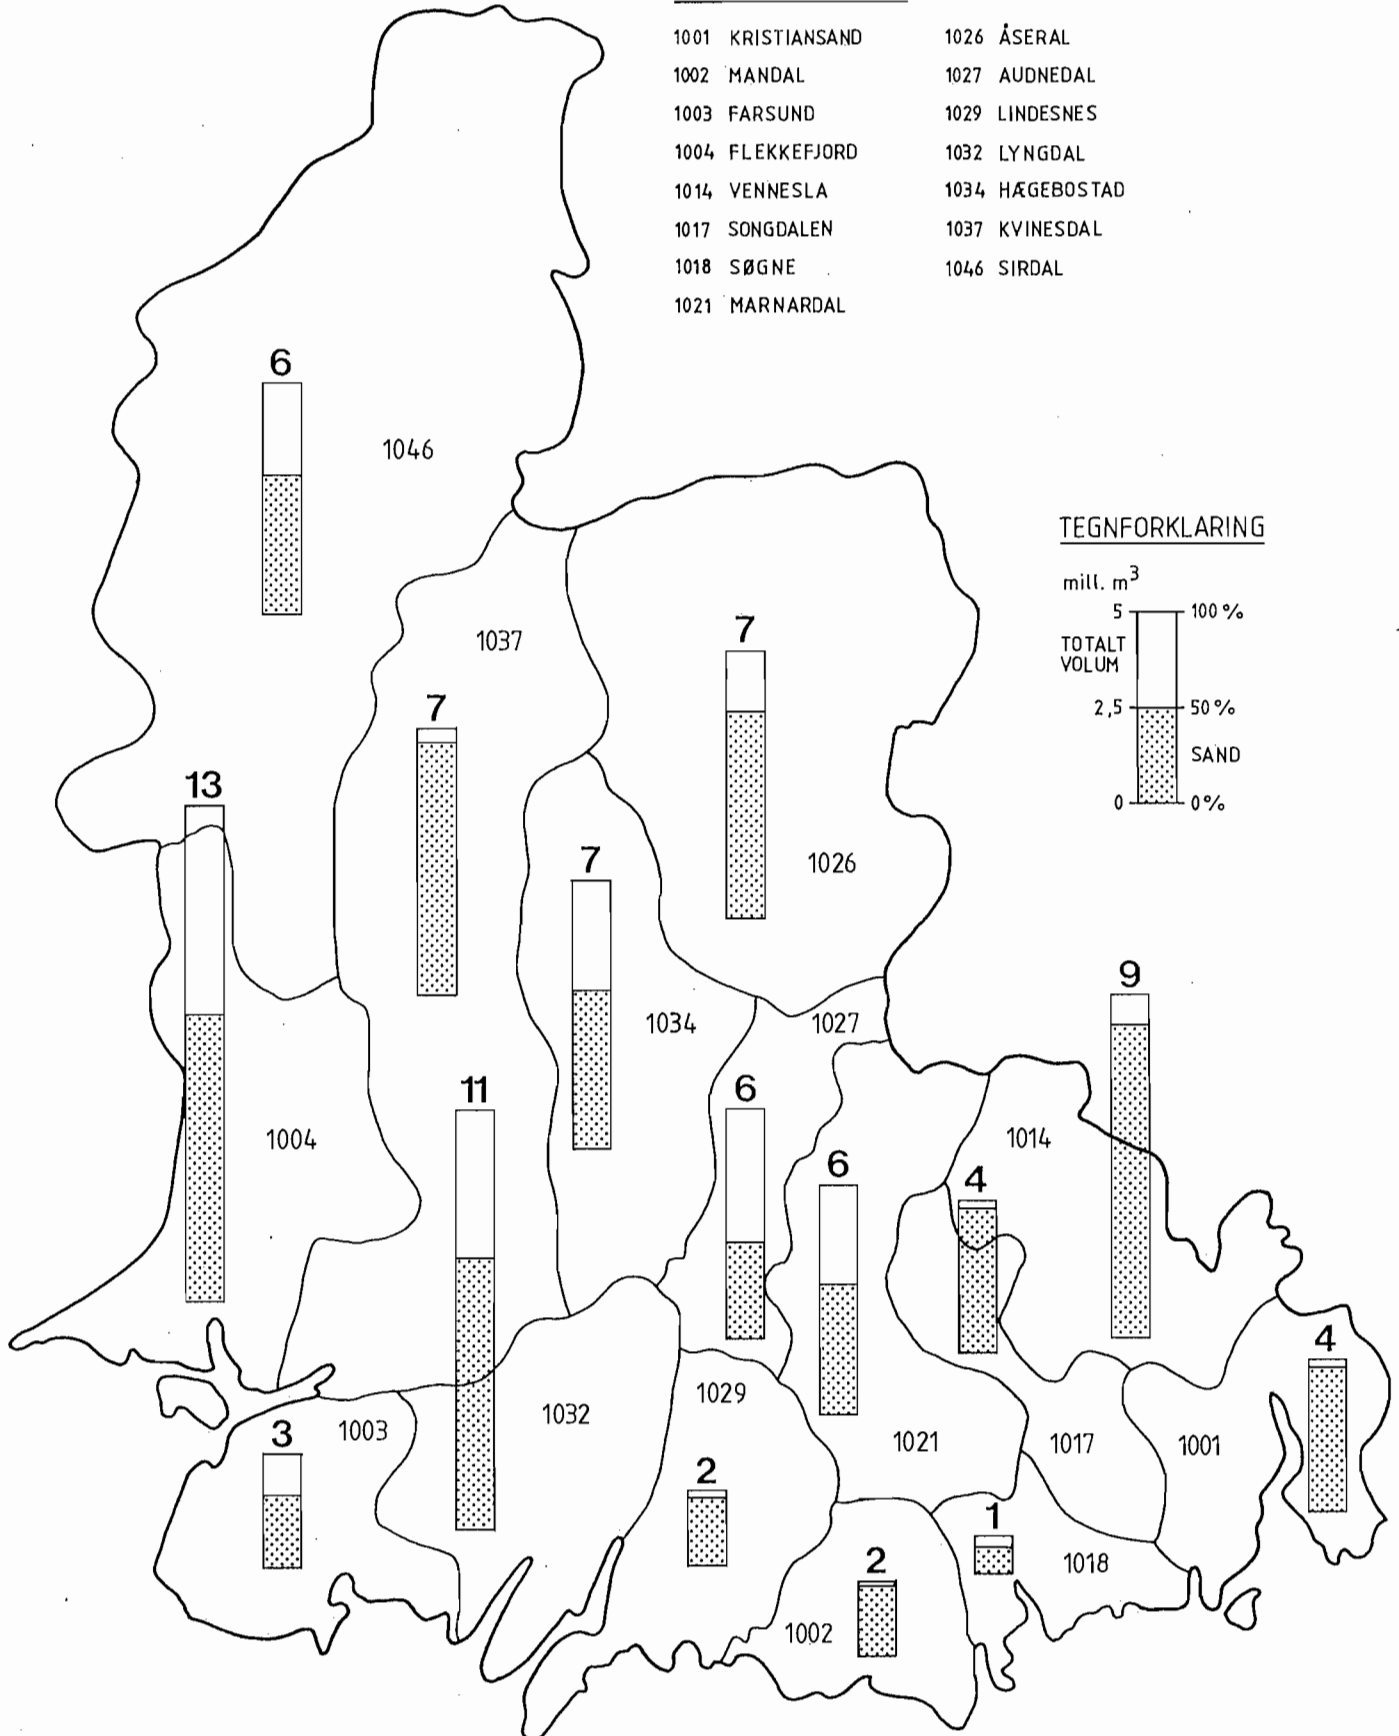 1001 KRISTIANSAND
1002 MANDAL
1003 FARSUND
1004 FLEKKEFJORD
1014 VENNESLA
1017 SONGDALEN
1018 SØGNE
1021 MARNARDAL
1026 ÅSERAL
1027 AUDNEDAL
1029 LINDESNES
1032 LYNGDAL
1034 HÆGEBOSTAD
1037 KVINESDAL
1046 SIRDAL
6
1046
TEGNFORKLARING
mill. m³
5
100 %
TOTALT
VOLUM
2,5
50 %
SAND
0
0 %
1037
7
7
13
7
1026
9
1034
1027
11
6
1004
1014
6
4
4
1029
1032
3
1003
1021
1017
1001
2
1
2
1018
1002